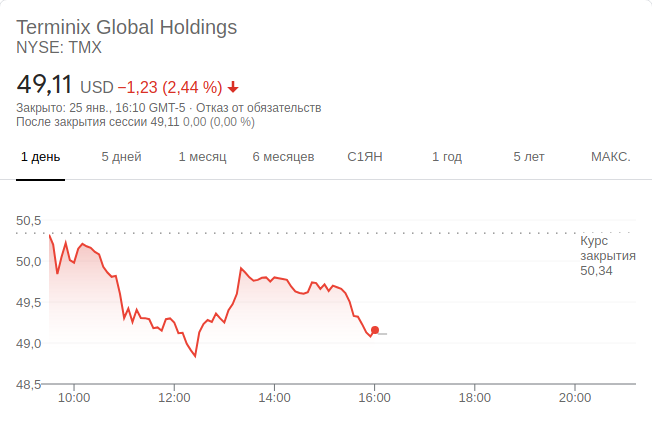 Terminix Global Holdings
NYSE: TMX
49,11 USD −1,23 (2,44 %)
Закрыто: 25 янв., 16:10 GMT-5 · Отказ от обязательств
После закрытия сессии 49,11 0,00 (0,00 %)
1 день 5 дней 1 месяц 6 месяцев С1ЯН 1 год 5 лет МАКС.
50,5
Курс
закрытия
50,34
50,0
49,5
49,0
48,5
10:00 12:00 14:00 16:00 18:00 20:00